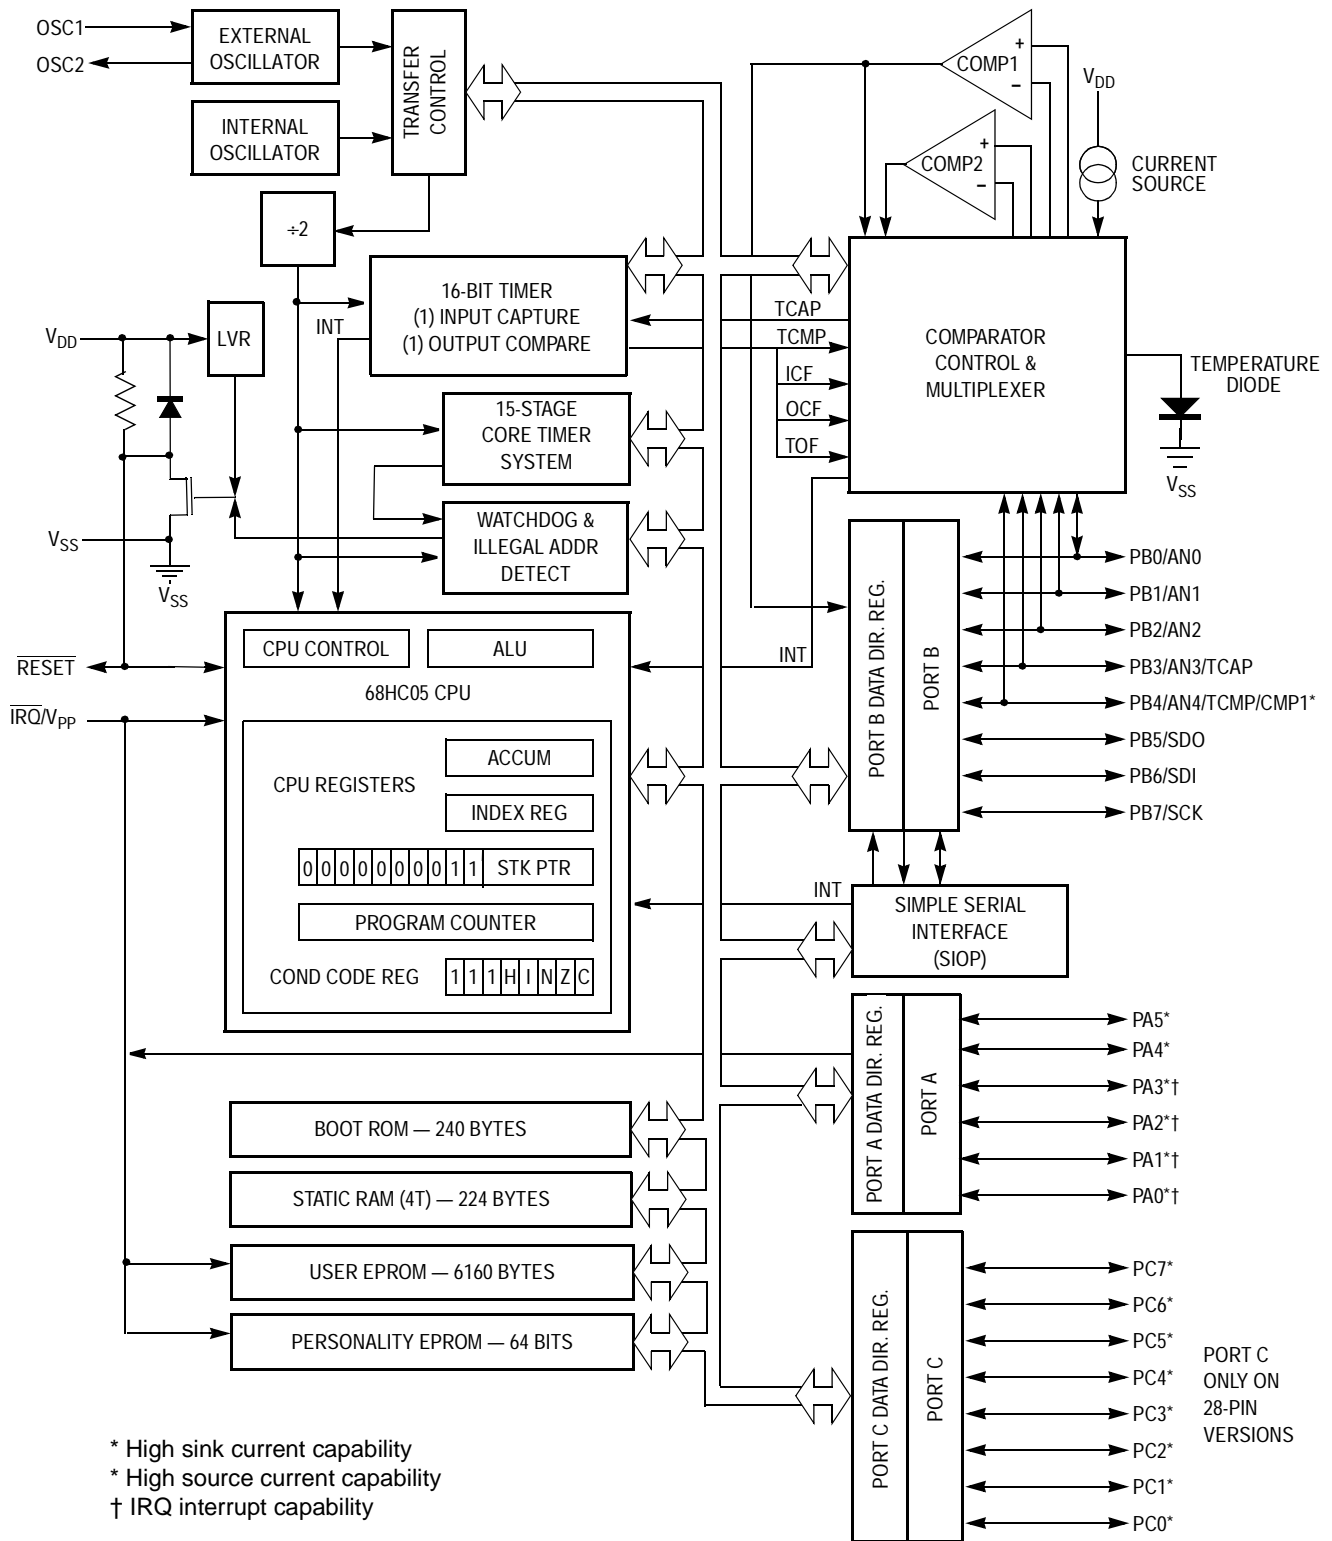 OSC1
OSC2
EXTERNAL
OSCILLATOR
INTERNAL
OSCILLATOR
TRANSFER
CONTROL
÷2
COMP1
+
−
COMP2
+
−
VDD
CURRENT
SOURCE
16-BIT TIMER
(1) INPUT CAPTURE
(1) OUTPUT COMPARE
INT
VDD
LVR
TCAP
TCMP
ICF
OCF
TOF
COMPARATOR
CONTROL &
MULTIPLEXER
TEMPERATURE
DIODE
VSS
15-STAGE
CORE TIMER
SYSTEM
WATCHDOG &
ILLEGAL ADDR
DETECT
VSS
VSS
RESET
IRQ/VPP
CPU CONTROL
ALU
68HC05 CPU
CPU REGISTERS
ACCUM
INDEX REG
0 0 0 0 0 0 0 0 1 1 STK PTR
PROGRAM COUNTER
COND CODE REG
1 1 1 H I N Z C
INT
INT
PORT B DATA DIR. REG.
PORT B
PB0/AN0
PB1/AN1
PB2/AN2
PB3/AN3/TCAP
PB4/AN4/TCMP/CMP1*
PB5/SDO
PB6/SDI
PB7/SCK
SIMPLE SERIAL
INTERFACE
(SIOP)
PORT A DATA DIR. REG.
PORT A
PA5*
PA4*
PA3*†
PA2*†
PA1*†
PA0*†
BOOT ROM — 240 BYTES
STATIC RAM (4T) — 224 BYTES
USER EPROM — 6160 BYTES
PERSONALITY EPROM — 64 BITS
PORT C DATA DIR. REG.
PORT C
PC7*
PC6*
PC5*
PC4*
PC3*
PC2*
PC1*
PC0*
PORT C
ONLY ON
28-PIN
VERSIONS
* High sink current capability
* High source current capability
† IRQ interrupt capability